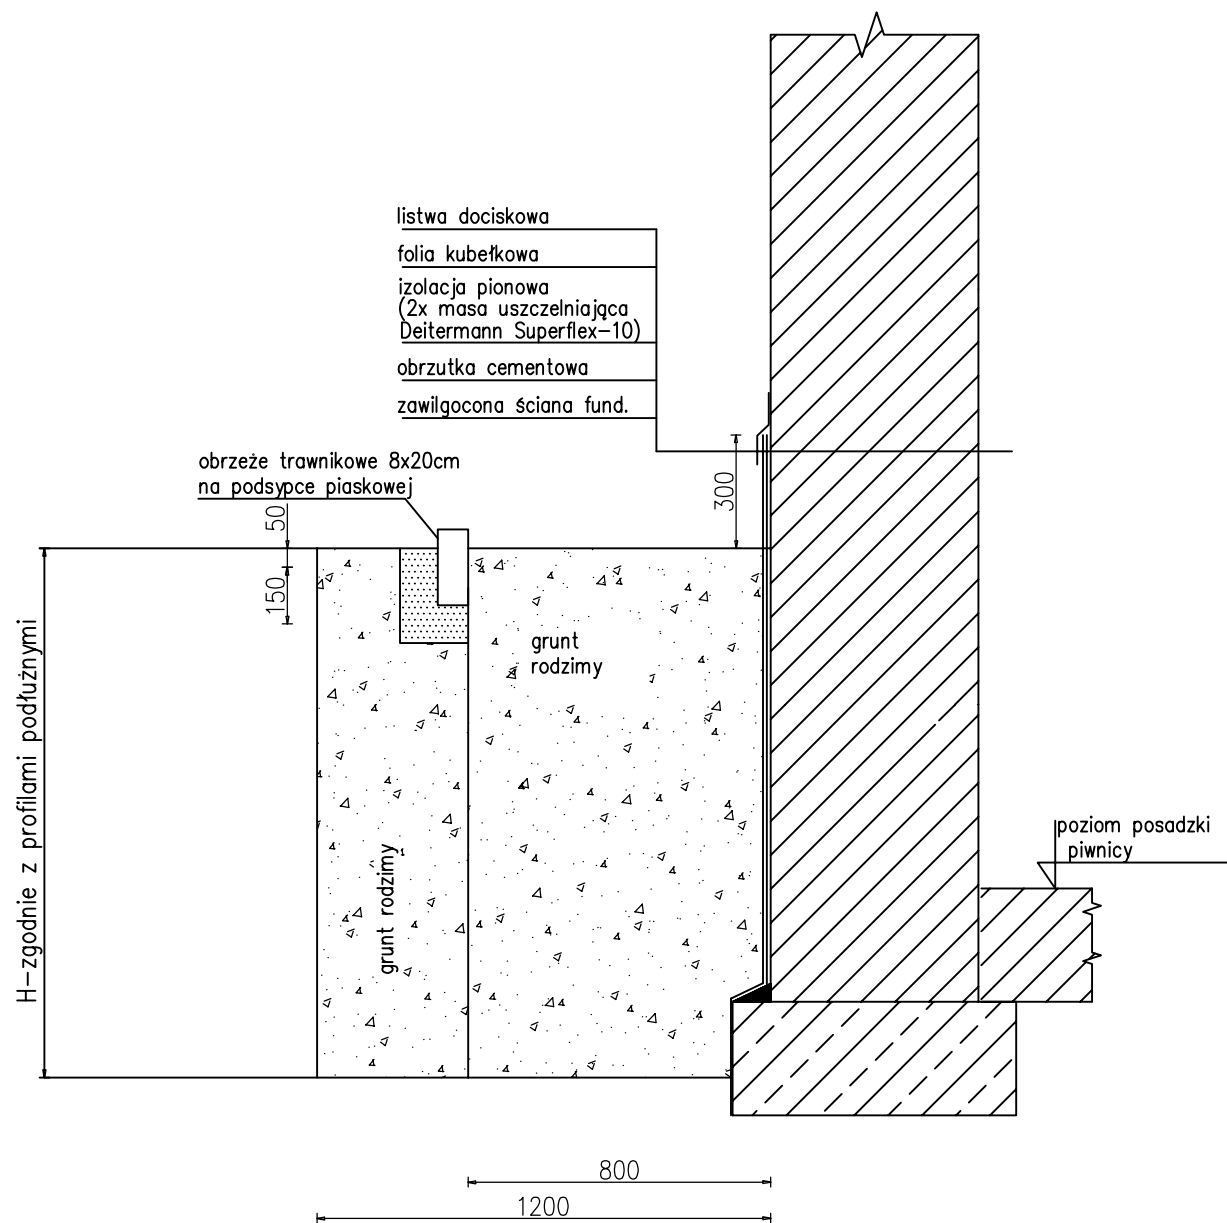 listwa dociskowa
folia kubełkowa
izolacja pionowa
(2x masa uszczelniająca
Deitermann Superflex-10)
obrzutka cementowa
zawilgocona ściana fund.
obrzeże trawnikowe 8x20cm
na podsypce piaskowej
50
150
300
H-zgodnie z profilami podłużnymi
grunt
rodzimy
grunt rodzimy
poziom posadzki
piwnicy
800
1200